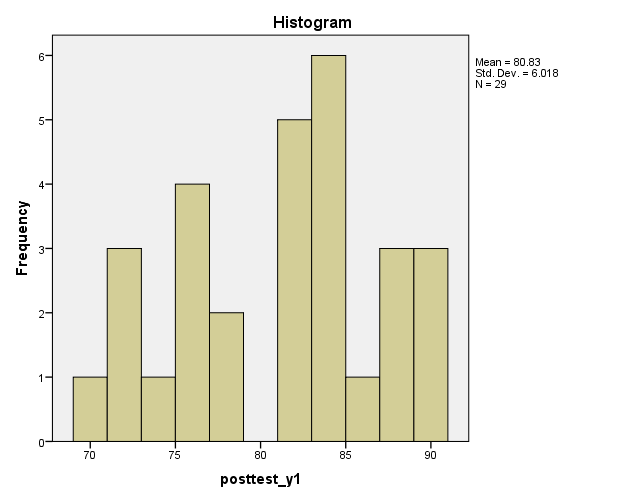 Histogram
Mean = 80.83
Std. Dev. = 6.018
N = 29
6
5
4
3
2
1
0
Frequency
70 75 80 85 90
posttest_y1